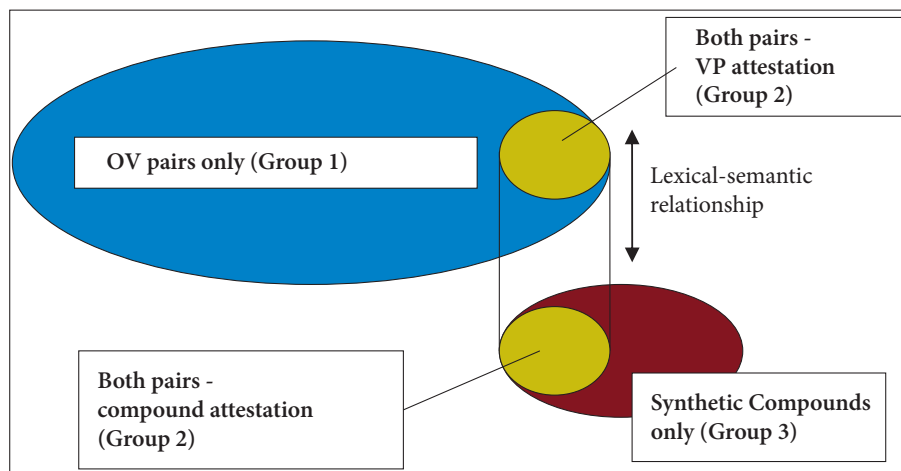 Both pairs -
VP attestation
(Group 2)
OV pairs only (Group 1)
Lexical-semantic
relationship
Both pairs -
compound attestation
(Group 2)
Synthetic Compounds
only (Group 3)